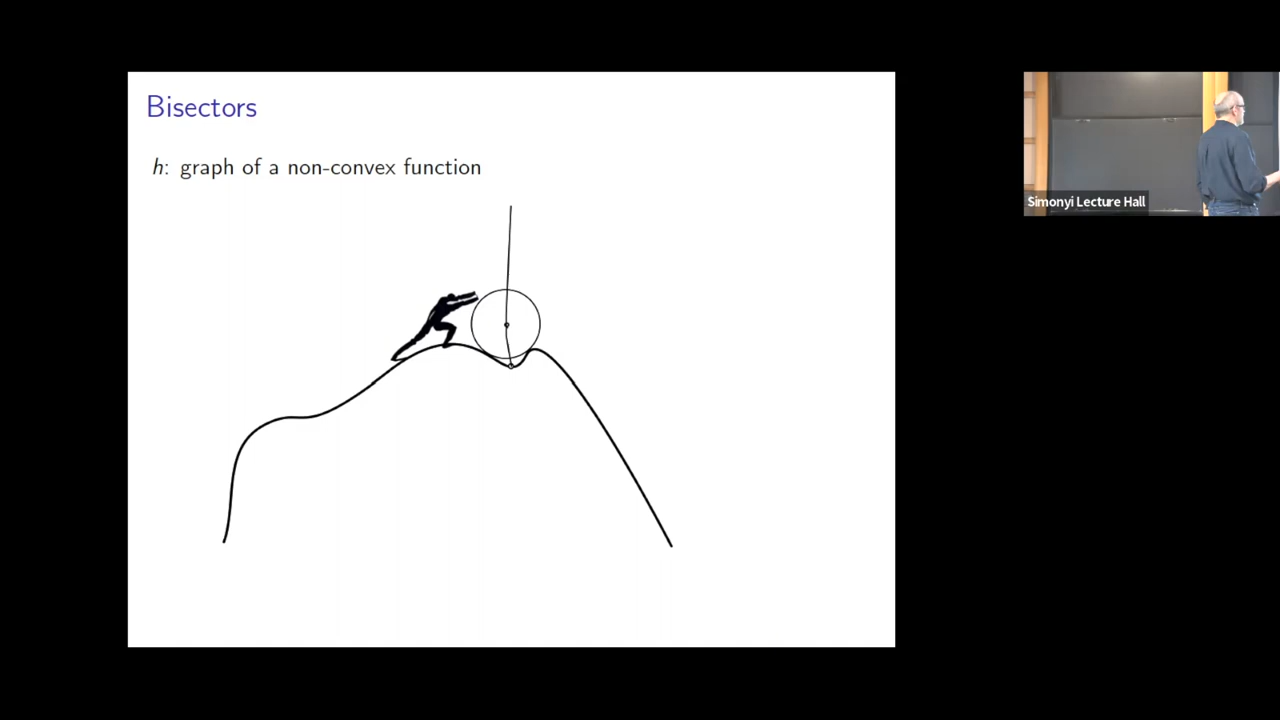 Bisectors
h: graph of a non-convex function
Simonyi Lecture Hall